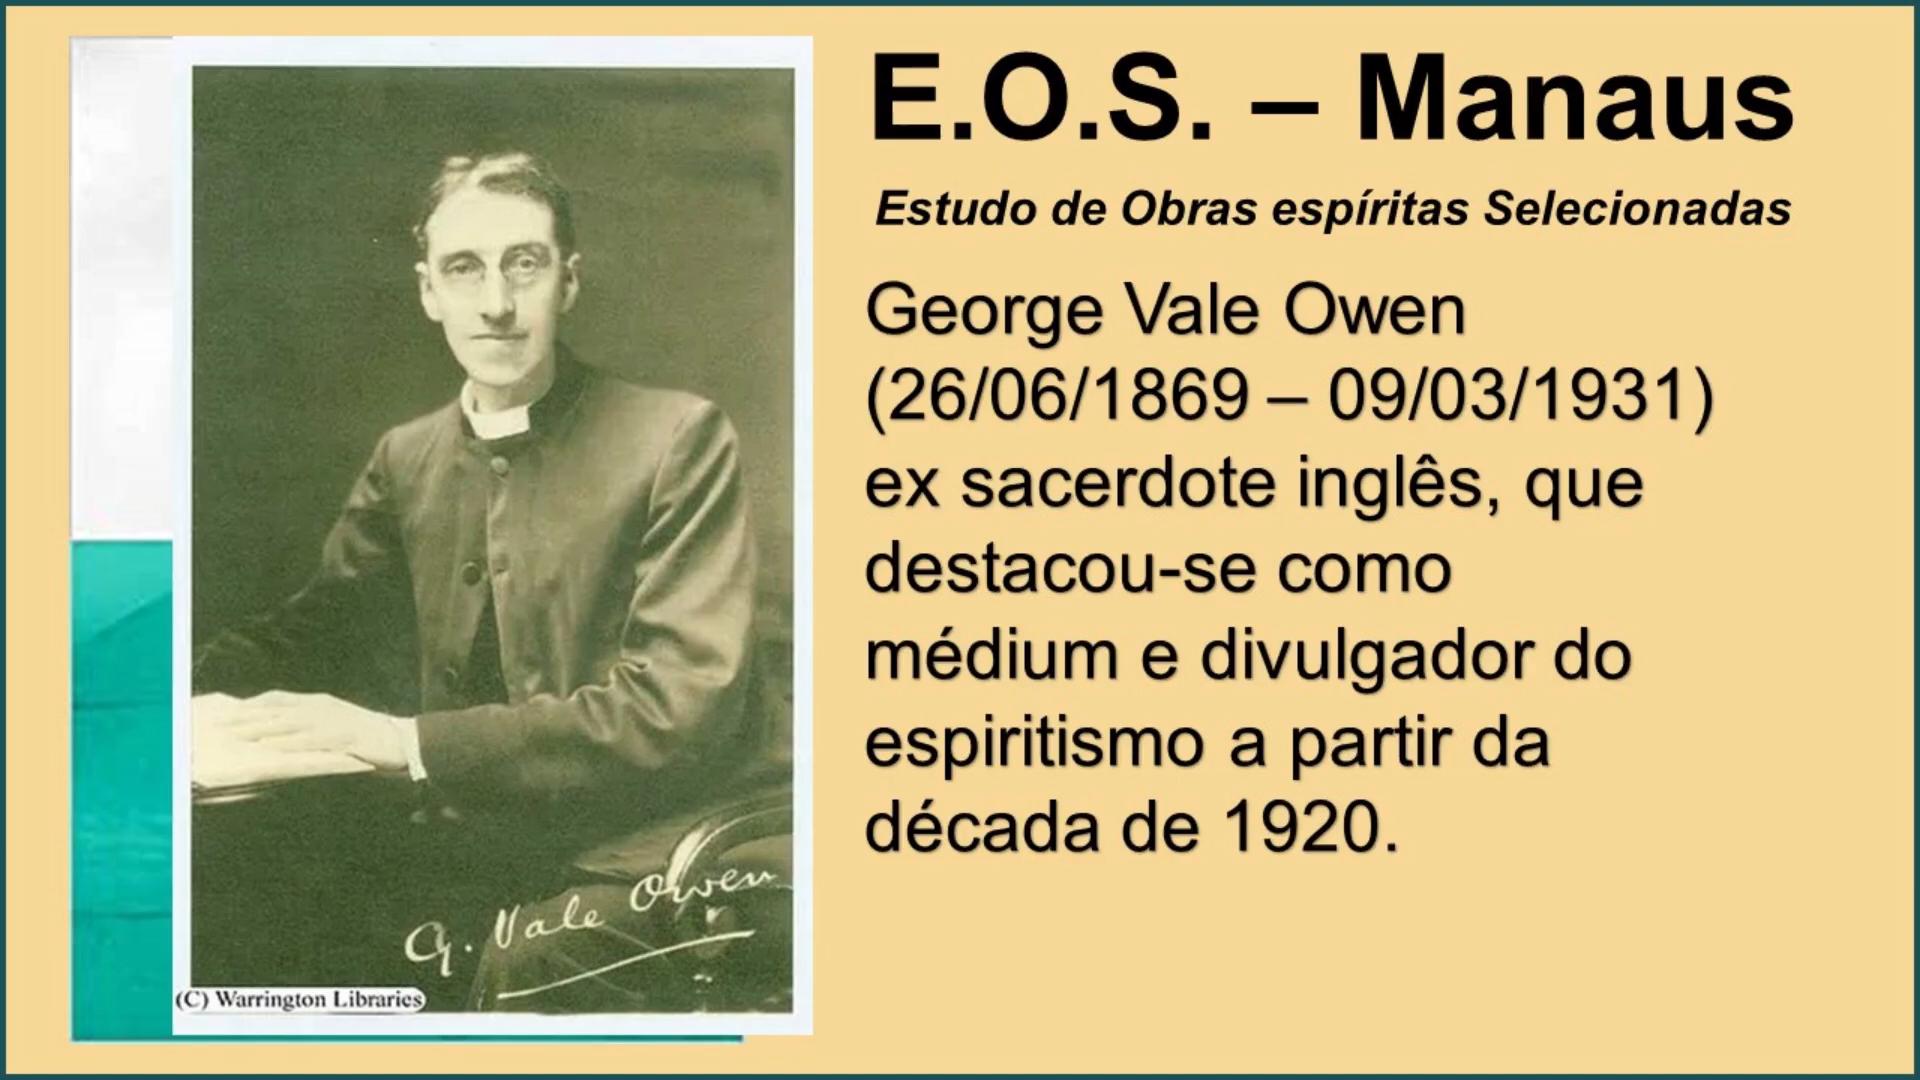 E.O.S. – Manaus
Estudo de Obras espíritas Selecionadas
George Vale Owen
(26/06/1869 – 09/03/1931)
ex sacerdote inglês, que
destacou-se como
médium e divulgador do
espiritismo a partir da
década de 1920.
G. Vale Owen
(C) Warrington Libraries